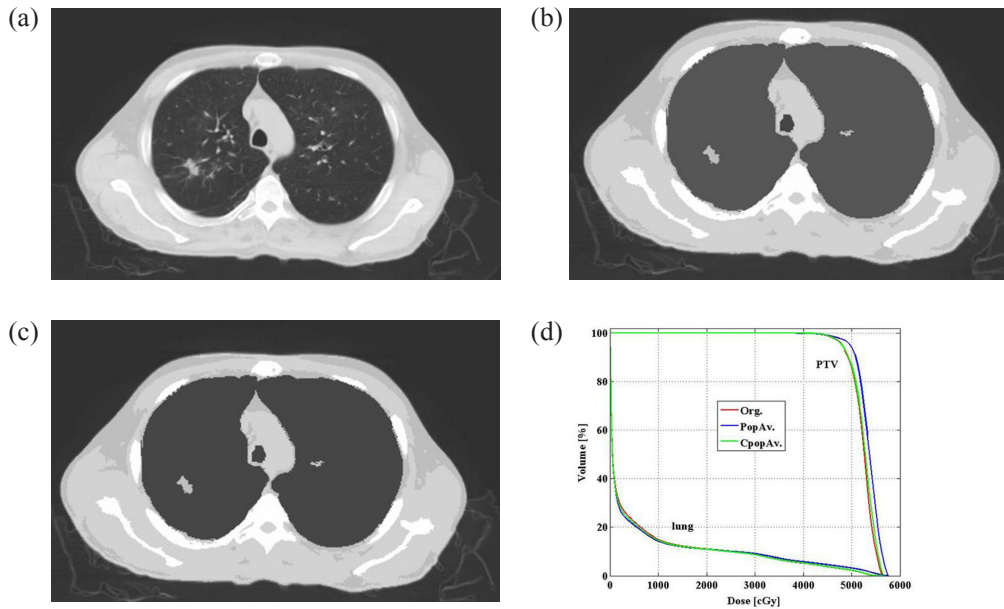 (a)
(b)
(c)
(d)
100
80
60
40
20
0
Volume [%]
PTV
Org.
PopAv.
CpopAv.
lung
0 1000 2000 3000 4000 5000 6000
Dose [cGy]